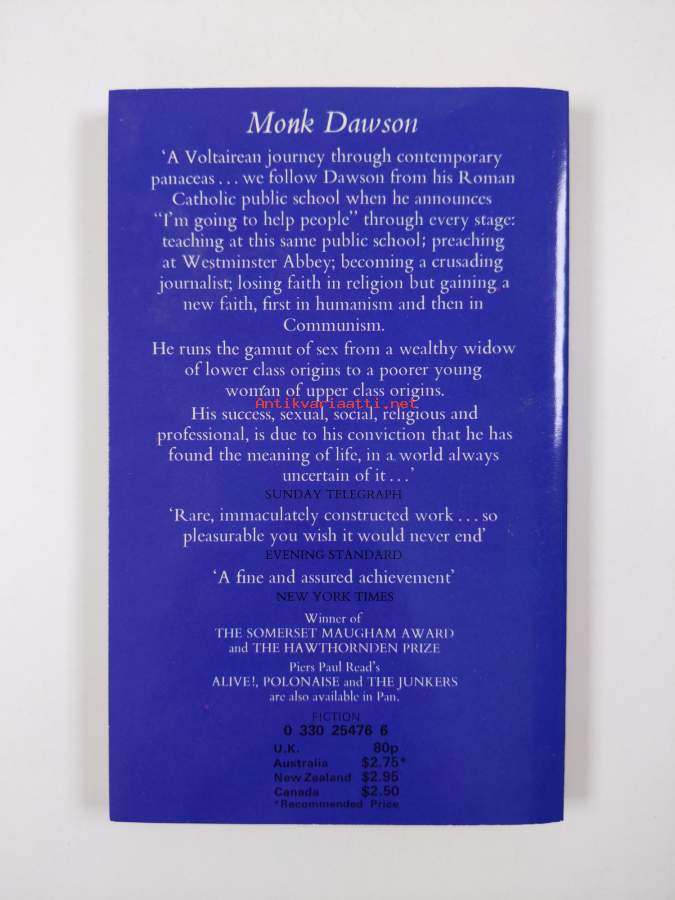 Monk Dawson
‘A Voltairean journey through contemporary
panaceas . . . we follow Dawson from his Roman
Catholic public school when he announces
“I’m going to help people” through every stage:
teaching at this same public school; preaching
at Westminster Abbey; becoming a crusading
journalist; losing faith in religion but gaining a
new faith, first in humanism and then in
Communism.
He runs the gamut of sex from a wealthy widow
of lower class origins to a poorer young
woman of upper class origins.
Antikvariaatti.net
His success, sexual, social, religious and
professional, is due to his conviction that he has
found the meaning of life, in a world always
uncertain of it . . .’
SUNDAY TELEGRAPH
‘Rare, immaculately constructed work . . . so
pleasurable you wish it would never end’
EVENING STANDARD
‘A fine and assured achievement’
NEW YORK TIMES
Winner of
THE SOMERSET MAUGHAM AWARD
and THE HAWTHORNDEN PRIZE
Piers Paul Read’s
ALIVE!, POLONAISE and THE JUNKERS
are also available in Pan.
FICTION
0 330 25476 6
U.K. 80p
Australia $2.75*
New Zealand $2.95
Canada $2.50
*Recommended Price